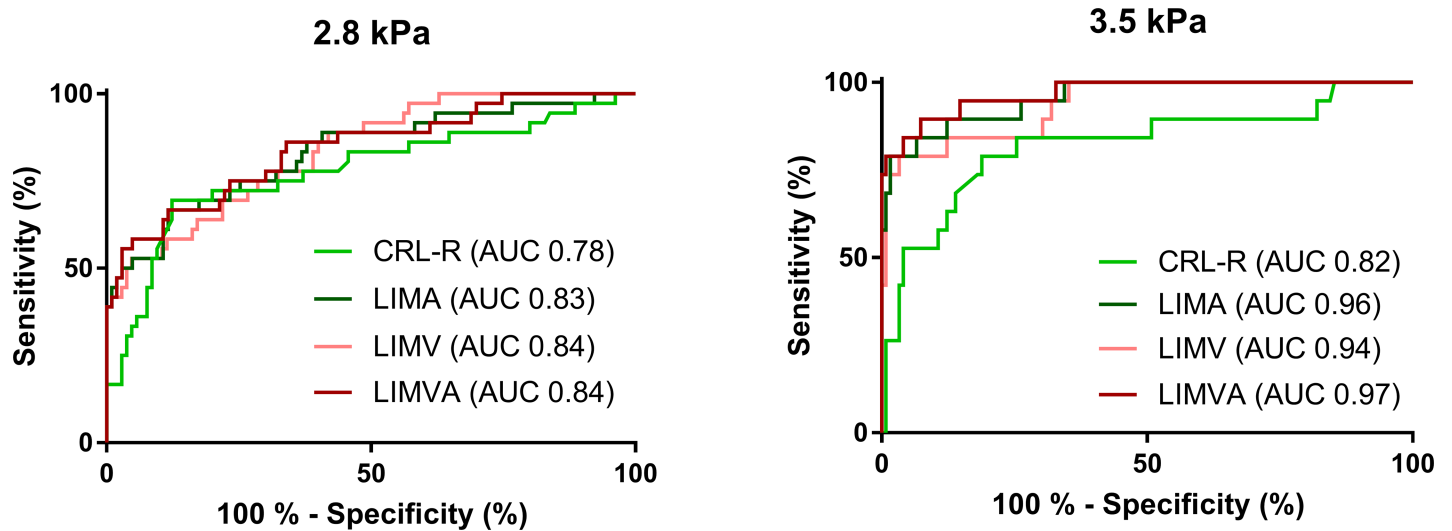 2.8 kPa
100
50
0
Sensitivity (%)
CRL-R (AUC 0.78)
LIMA (AUC 0.83)
LIMV (AUC 0.84)
LIMVA (AUC 0.84)
0
50
100
100 % - Specificity (%)
3.5 kPa
100
50
0
Sensitivity (%)
CRL-R (AUC 0.82)
LIMA (AUC 0.96)
LIMV (AUC 0.94)
LIMVA (AUC 0.97)
0
50
100
100 % - Specificity (%)